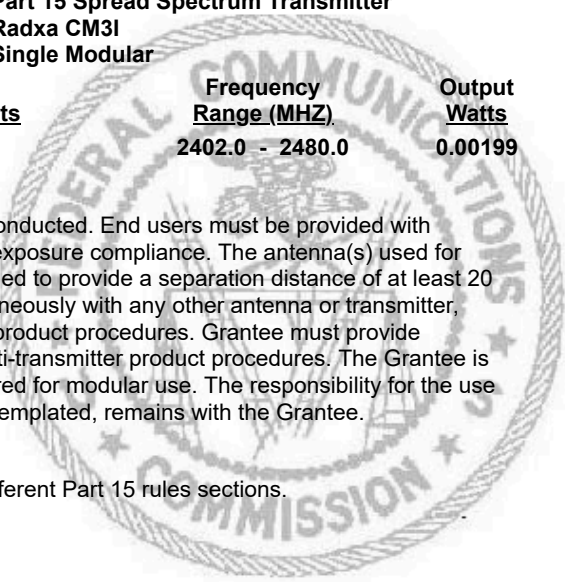 Part 15 Spread Spectrum Transmitter
Radxa CM3I
Single Modular
Frequency Output
ts Range (MHZ) Watts
2402.0 - 2480.0 0.00199
onducted. End users must be provided with
exposure compliance. The antenna(s) used for
ed to provide a separation distance of at least 20
neously with any other antenna or transmitter,
product procedures. Grantee must provide
ti-transmitter product procedures. The Grantee is
red for modular use. The responsibility for the use
templated, remains with the Grantee.
fferent Part 15 rules sections.
FEDERAL COMMUNICATIONS COMMISSION